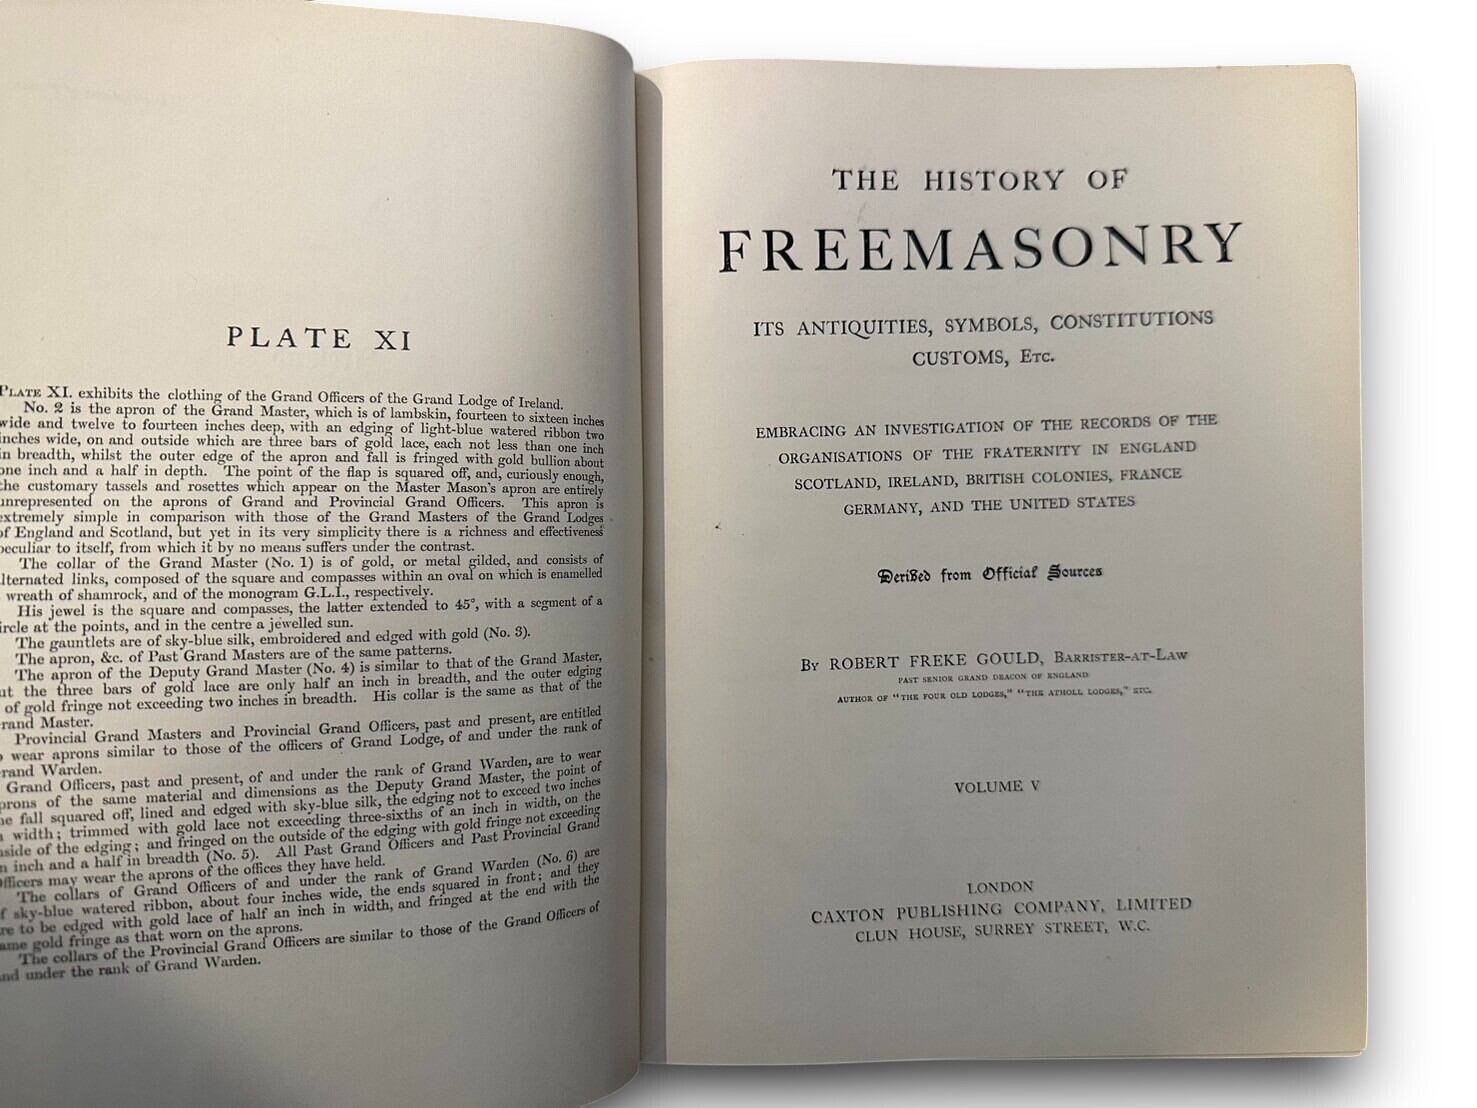 PLATE XI
PLATE XI. exhibits the clothing of the Grand Officers of the Grand Lodge of Ireland.
No. 2 is the apron of the Grand Master, which is of lambskin, fourteen to sixteen inches
wide and twelve to fourteen inches deep, with an edging of light-blue watered ribbon two
inches wide, on and outside which are three bars of gold lace, each not less than one inch
in breadth, whilst the outer edge of the apron and fall is fringed with gold bullion about
one inch and a half in depth. The point of the flap is squared off, and, curiously enough,
the customary tassels and rosettes which appear on the Master Mason's apron are entirely
unrepresented on the aprons of Grand and Provincial Grand Officers. This apron is
extremely simple in comparison with those of the Grand Masters of the Grand Lodges
of England and Scotland, but yet in its very simplicity there is a richness and effectiveness
peculiar to itself, from which it by no means suffers under the contrast.
The collar of the Grand Master (No. 1) is of gold, or metal gilded, and consists of
lternated links, composed of the square and compasses within an oval on which is enamelled
wreath of shamrock, and of the monogram G.L.I., respectively.
His jewel is the square and compasses, the latter extended to 45°, with a segment of a
ircle at the points, and in the centre a jewelled sun.
The gauntlets are of sky-blue silk, embroidered and edged with gold (No. 3).
The apron, &c. of Past Grand Masters are of the same patterns.
The apron of the Deputy Grand Master (No. 4) is similar to that of the Grand Master,
ut the three bars of gold lace are only half an inch in breadth, and the outer edging
of gold fringe not exceeding two inches in breadth. His collar is the same as that of the
rand Master.
Provincial Grand Masters and Provincial Grand Officers, past and present, are entitled
o wear aprons similar to those of the officers of Grand Lodge, of and under the rank of
rand Warden.
Grand Officers, past and present, of and under the rank of Grand Warden, are to wear
prons of the same material and dimensions as the Deputy Grand Master, the point of
he fall squared off, lined and edged with sky-blue silk, the edging not to exceed two inches
n width; trimmed with gold lace not exceeding three-sixths of an inch in width, on the
nside of the edging; and fringed on the outside of the edging with gold fringe not exceeding
n inch and a half in breadth (No. 5). All Past Grand Officers and Past Provincial Grand
Officers may wear the aprons of the offices they have held.
The collars of Grand Officers of and under the rank of Grand Warden (No. 6) are
f sky-blue watered ribbon, about four inches wide, the ends squared in front; and they
re to be edged with gold lace of half an inch in width, and fringed at the end with the
ame gold fringe as that worn on the aprons.
The collars of the Provincial Grand Officers are similar to those of the Grand Officers of
nd under the rank of Grand Warden.
THE HISTORY OF
FREEMASONRY
ITS ANTIQUITIES, SYMBOLS, CONSTITUTIONS
CUSTOMS, ETC.
EMBRACING AN INVESTIGATION OF THE RECORDS OF THE
ORGANISATIONS OF THE FRATERNITY IN ENGLAND
SCOTLAND, IRELAND, BRITISH COLONIES, FRANCE
GERMANY, AND THE UNITED STATES
Derived from Official Sources
BY ROBERT FREKE GOULD, BARRISTER-AT-LAW
PAST SENIOR GRAND DEACON OF ENGLAND
AUTHOR OF "THE FOUR OLD LODGES," "THE ATHOLL LODGES," ETC.
VOLUME V
LONDON
CAXTON PUBLISHING COMPANY, LIMITED
CLUN HOUSE, SURREY STREET, W.C.